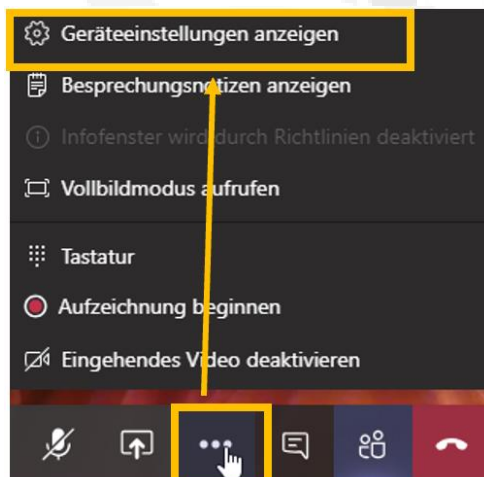 Geräteeinstellungen anzeigen
Besprechungsnotizen anzeigen
Infofenster wird durch Richtlinien deaktiviert
Vollbildmodus aufrufen
Tastatur
Aufzeichnung beginnen
Eingehendes Video deaktivieren